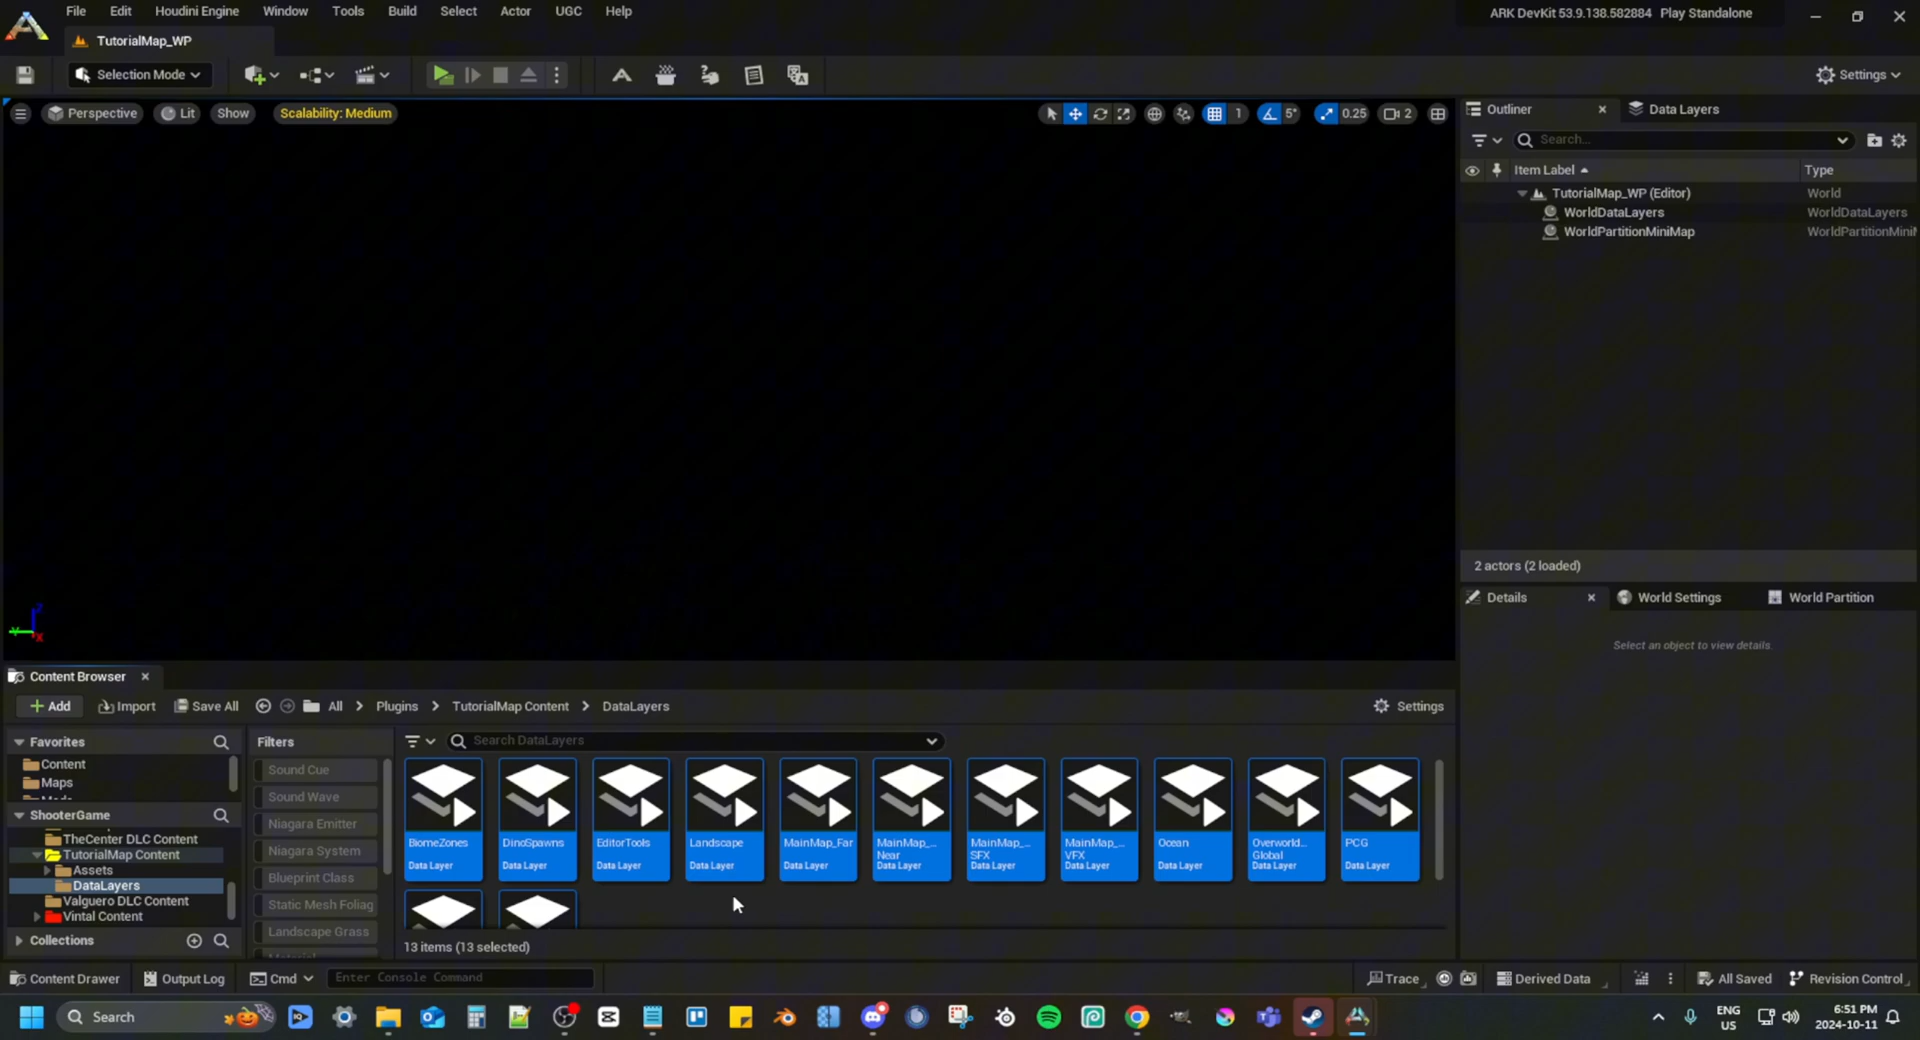 File Edit Houdini Engine Window Tools Build Select Actor UGC Help
ARK DevKit 53.9.138.582884 Play Standalone
TutorialMap_WP
Selection Mode
Settings
Perspective Lit Show Scalability: Medium
1 5° 0.25 2
Outliner
Data Layers
Search...
Item Label Type
TutorialMap_WP (Editor) World
WorldDataLayers WorldDataLayers
WorldPartitionMiniMap WorldPartitionMini
2 actors (2 loaded)
Details World Settings World Partition
Select an object to view details.
Content Browser
Add Import Save All All Plugins TutorialMap Content DataLayers Settings
Favorites
Content
Maps
ShooterGame
TheCenter DLC Content
TutorialMap Content
Assets
DataLayers
Valguero DLC Content
Vintal Content
Collections
Filters
Sound Cue
Sound Wave
Niagara Emitter
Niagara System
Blueprint Class
Static Mesh Foliag
Landscape Grass
Search DataLayers
BiomeZones
Data Layer
DinoSpawns
Data Layer
EditorTools
Data Layer
Landscape
Data Layer
MainMap_Far
Data Layer
MainMap_...
Near
Data Layer
MainMap_...
SFX
Data Layer
MainMap_...
VFX
Data Layer
Ocean
Data Layer
Overworld...
Global
Data Layer
PCG
Data Layer
13 items (13 selected)
Content Drawer Output Log Cmd Enter Console Command
Trace Derived Data All Saved Revision Control
Search
ENG
US
6:51 PM
2024-10-11